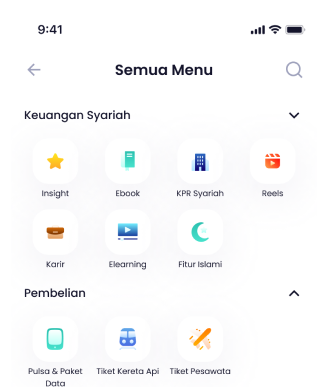 9:41
Semua Menu
Keuangan Syariah
Insight
Ebook
KPR Syariah
Reels
Karir
Elearning
Fitur Islami
Pembelian
Pulsa & Paket
Data
Tiket Kereta Api
Tiket Pesawata